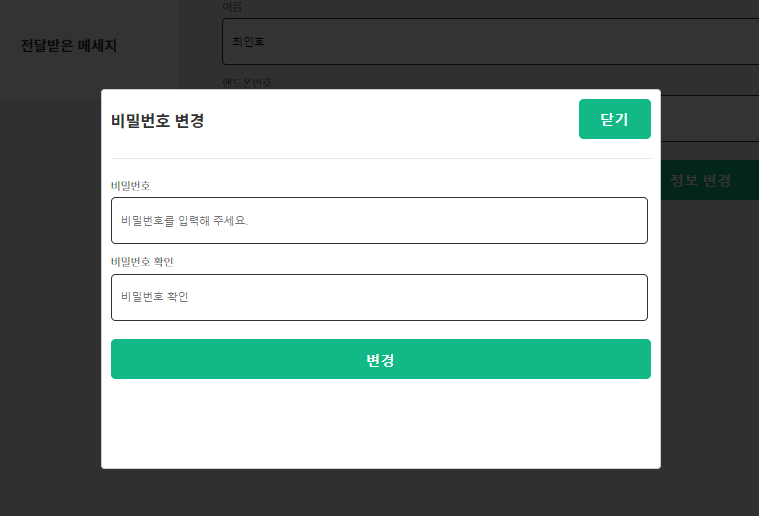 이름
전달받은 메세지
최인호
핸드폰번호
비밀번호 변경
닫기
정보 변경
비밀번호
비밀번호를 입력해 주세요.
비밀번호 확인
비밀번호 확인
변경